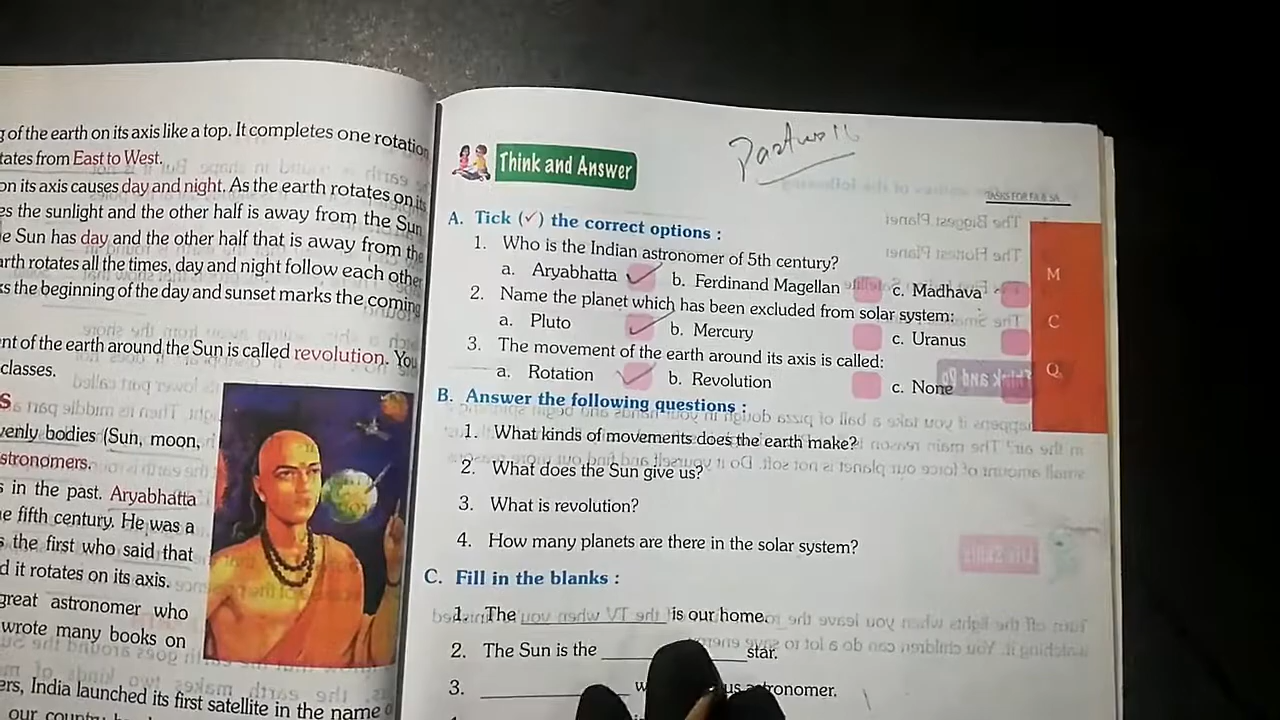 g of the earth on its axis like a top. It completes one rotation
tates from East to West.
on its axis causes day and night. As the earth rotates on its
es the sunlight and the other half is away from the Sun
e Sun has day and the other half that is away from the
arth rotates all the times, day and night follow each other
ks the beginning of the day and sunset marks the coming
nt of the earth around the Sun is called revolution. You
classes.
S
venly bodies (Sun, moon,
stronomers.
s in the past. Aryabhatta
e fifth century. He was a
s the first who said that
d it rotates on its axis.
great astronomer who
wrote many books on
ers, India launched its first satellite in the name o
our country
Think and Answer
TASKS FOR FA & SA
A. Tick (✓) the correct options :
1. Who is the Indian astronomer of 5th century?
a. Aryabhatta ✓ b. Ferdinand Magellan c. Madhava
2. Name the planet which has been excluded from solar system:
a. Pluto ✓ b. Mercury c. Uranus
3. The movement of the earth around its axis is called:
a. Rotation ✓ b. Revolution c. None
M
C
Q
B. Answer the following questions :
1. What kinds of movements does the earth make?
2. What does the Sun give us?
3. What is revolution?
4. How many planets are there in the solar system?
C. Fill in the blanks :
1. The ____________ is our home.
2. The Sun is the ____________ star.
3. ____________ w us astronomer.